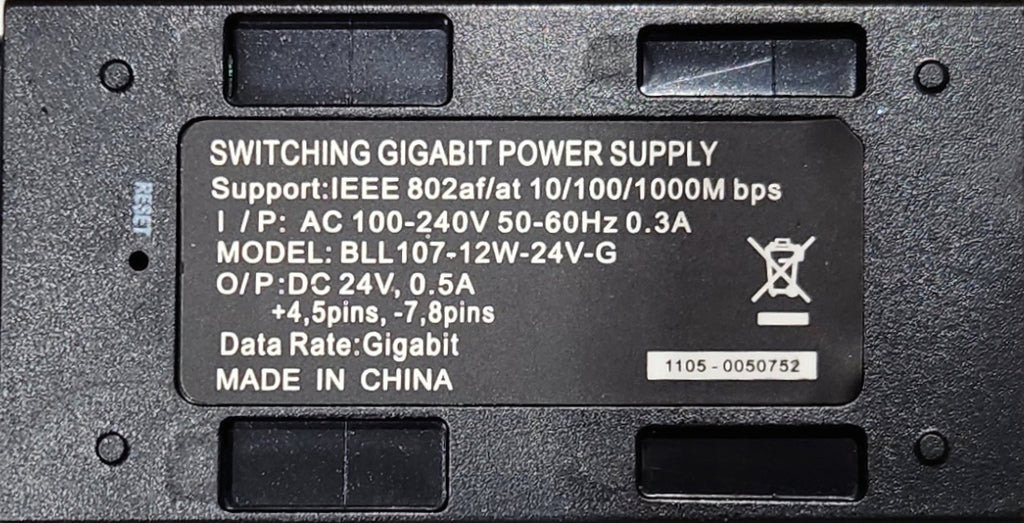 SWITCHING GIGABIT POWER SUPPLY
Support:IEEE 802af/at 10/100/1000M bps
I / P: AC 100-240V 50-60Hz 0.3A
MODEL: BLL107-12W-24V-G
O/P:DC 24V, 0.5A
+4,5pins, -7,8pins
Data Rate:Gigabit
MADE IN CHINA
1105 - 0050752
RESET